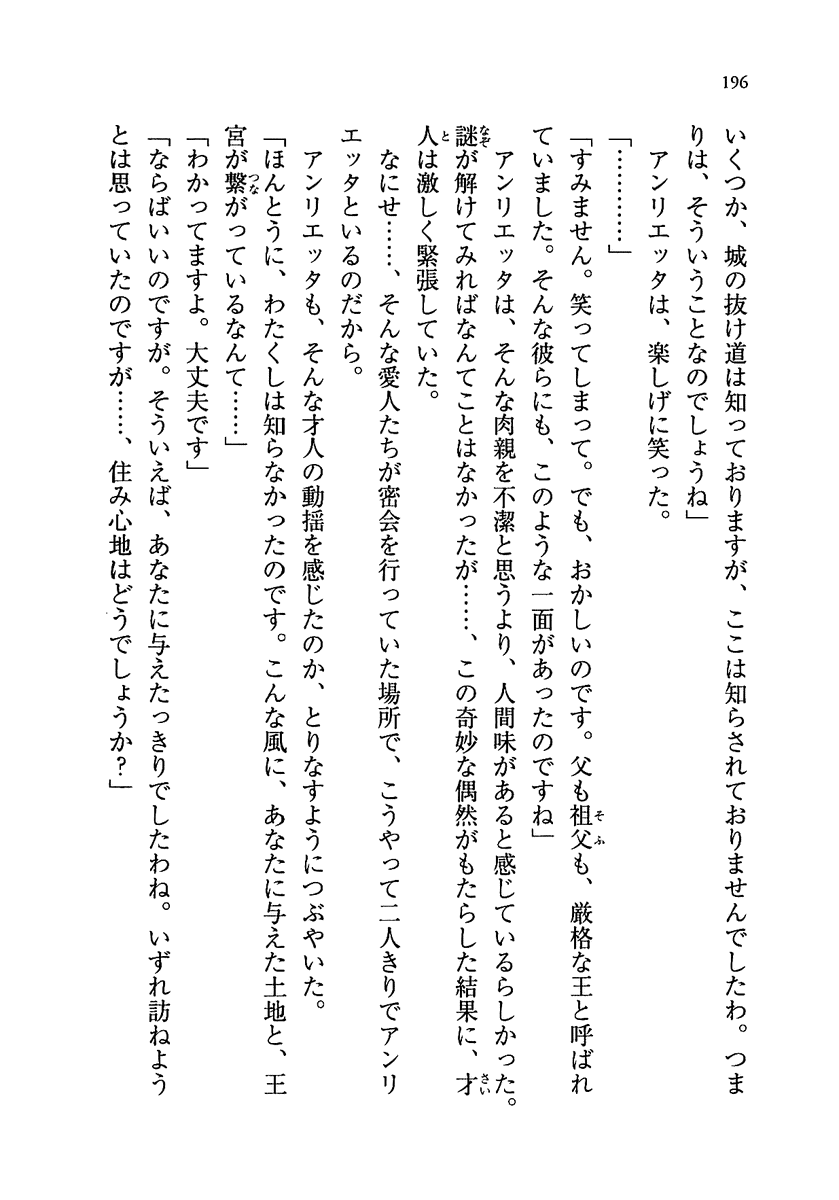 196
いくつか、城の抜け道は知っておりますが、ここは知らされておりませんでしたわ。つま
りは、そういうことなのでしょうね」
アンリエッタは、楽しげに笑った。
「…………」
「すみません。笑ってしまって。でも、おかしいのです。父も祖父も、厳格な王と呼ばれ
ていました。そんな彼らにも、このような一面があったのですね」
アンリエッタは、そんな肉親を不潔と思うより、人間味があると感じているらしかった。
謎が解けてみればなんてことはなかったが……、この奇妙な偶然がもたらした結果に、才
人は激しく緊張していた。
なにせ……、そんな愛人たちが密会を行っていた場所で、こうやって二人きりでアンリ
エッタといるのだから。
アンリエッタも、そんな才人の動揺を感じたのか、とりなすようにつぶやいた。
「ほんとうに、わたくしは知らなかったのです。こんな風に、あなたに与えた土地と、王
宮が繋がっているなんて……」
「わかってますよ。大丈夫です」
「ならばいいのですが。そういえば、あなたに与えたっきりでしたわね。いずれ訪ねよう
とは思っていたのですが……、住み心地はどうでしょうか？」